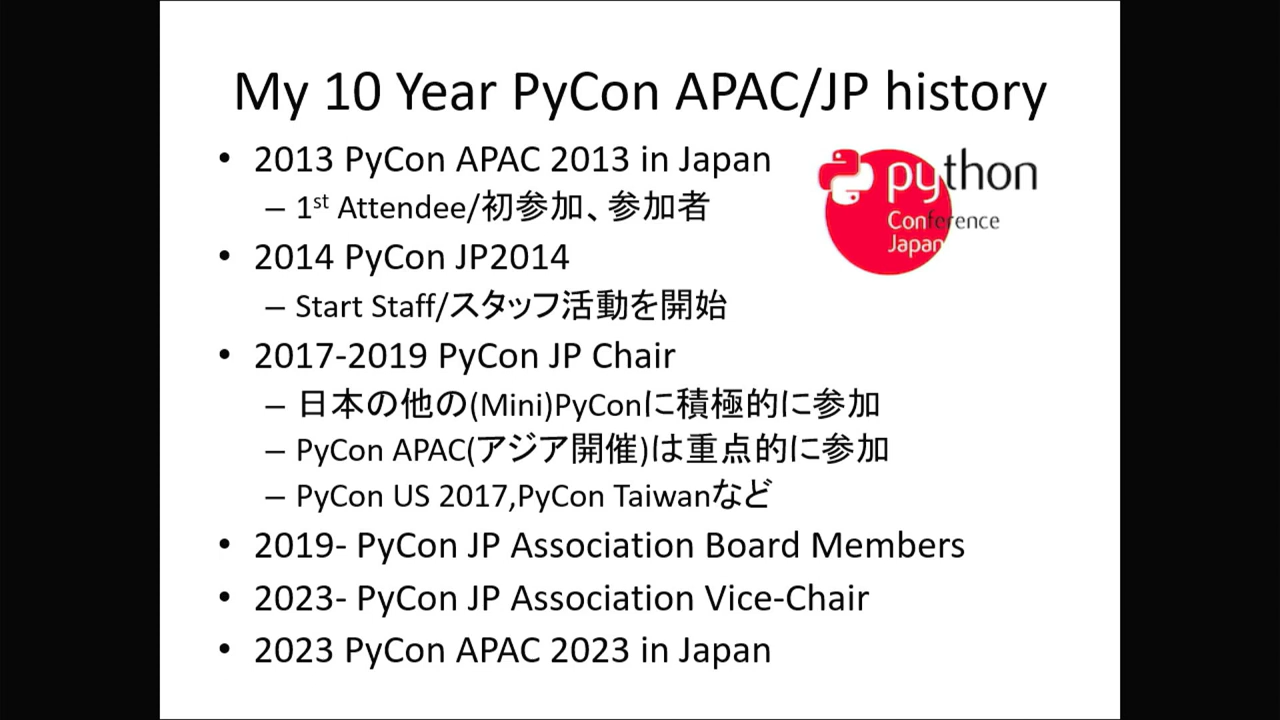 My 10 Year PyCon APAC/JP history
• 2013 PyCon APAC 2013 in Japan
– 1st Attendee/初参加、参加者
• 2014 PyCon JP2014
– Start Staff/スタッフ活動を開始
• 2017-2019 PyCon JP Chair
– 日本の他の(Mini)PyConに積極的に参加
– PyCon APAC(アジア開催)は重点的に参加
– PyCon US 2017,PyCon Taiwanなど
• 2019- PyCon JP Association Board Members
• 2023- PyCon JP Association Vice-Chair
• 2023 PyCon APAC 2023 in Japan
python
Conference
Japan